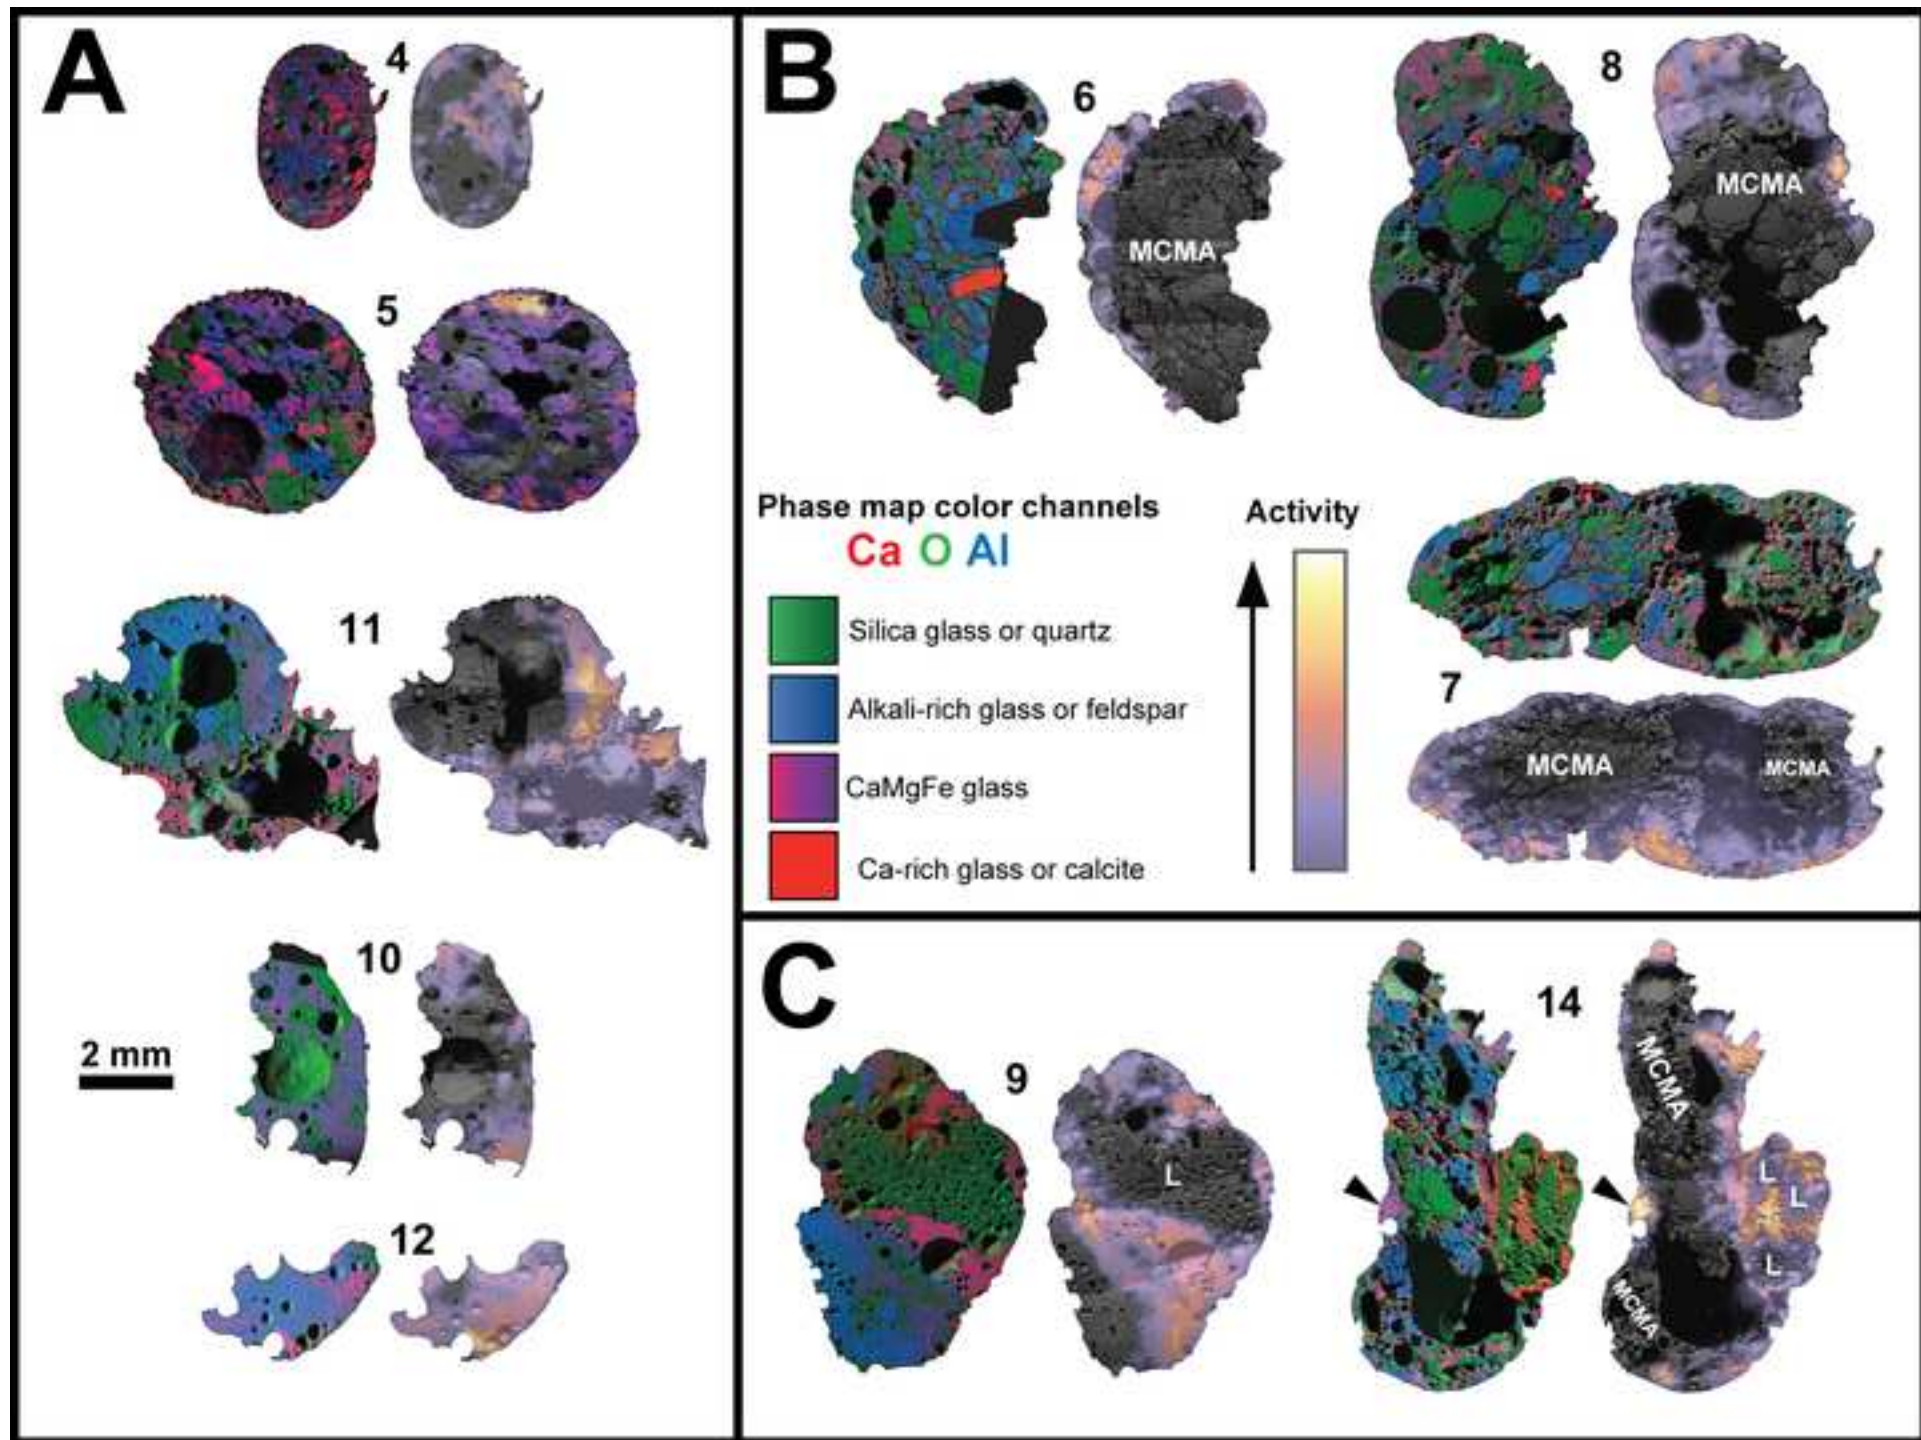 A
4
5
11
10
2 mm
12
B
6
MCMA
8
MCMA
Phase map color channels
Ca O Al
Silica glass or quartz
Alkali-rich glass or feldspar
CaMgFe glass
Ca-rich glass or calcite
Activity
7
MCMA
MCMA
C
9
L
14
MCMA
L
L
L
MCMA